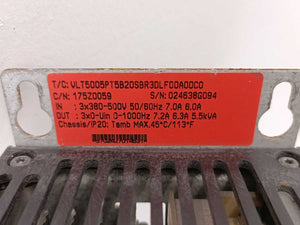 T/C: VLT5005PT5B20SBR3DLF00A00C0
C/N: 175Z0059 S/N: 024638G094
IN : 3x380-500V 50/60Hz 7.0A 6.0A
OUT : 3x0-Uin 0-1000Hz 7.2A 6.3A 5.5kVA
Chassis/IP20: Tamb MAX.45°C/113°F